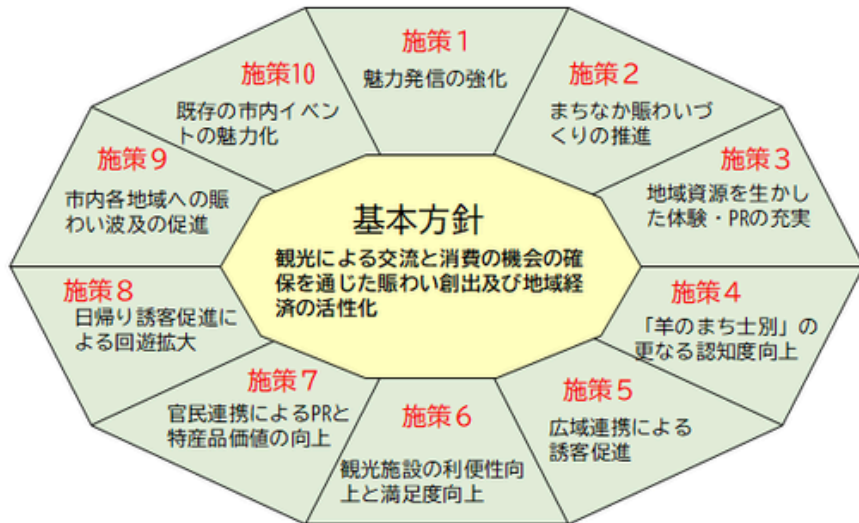 施策1
魅力発信の強化
施策2
まちなか賑わいづ
くりの推進
施策3
地域資源を生かし
た体験・PRの充実
施策4
「羊のまち士別」の
更なる認知度向上
施策5
広域連携による
誘客促進
施策6
観光施設の利便性向
上と満足度向上
施策7
官民連携によるPRと
特産品価値の向上
施策8
日帰り誘客促進に
よる回遊拡大
施策9
市内各地域への賑
わい波及の促進
施策10
既存の市内イベン
トの魅力化
基本方針
観光による交流と消費の機会の確
保を通じた賑わい創出及び地域経
済の活性化